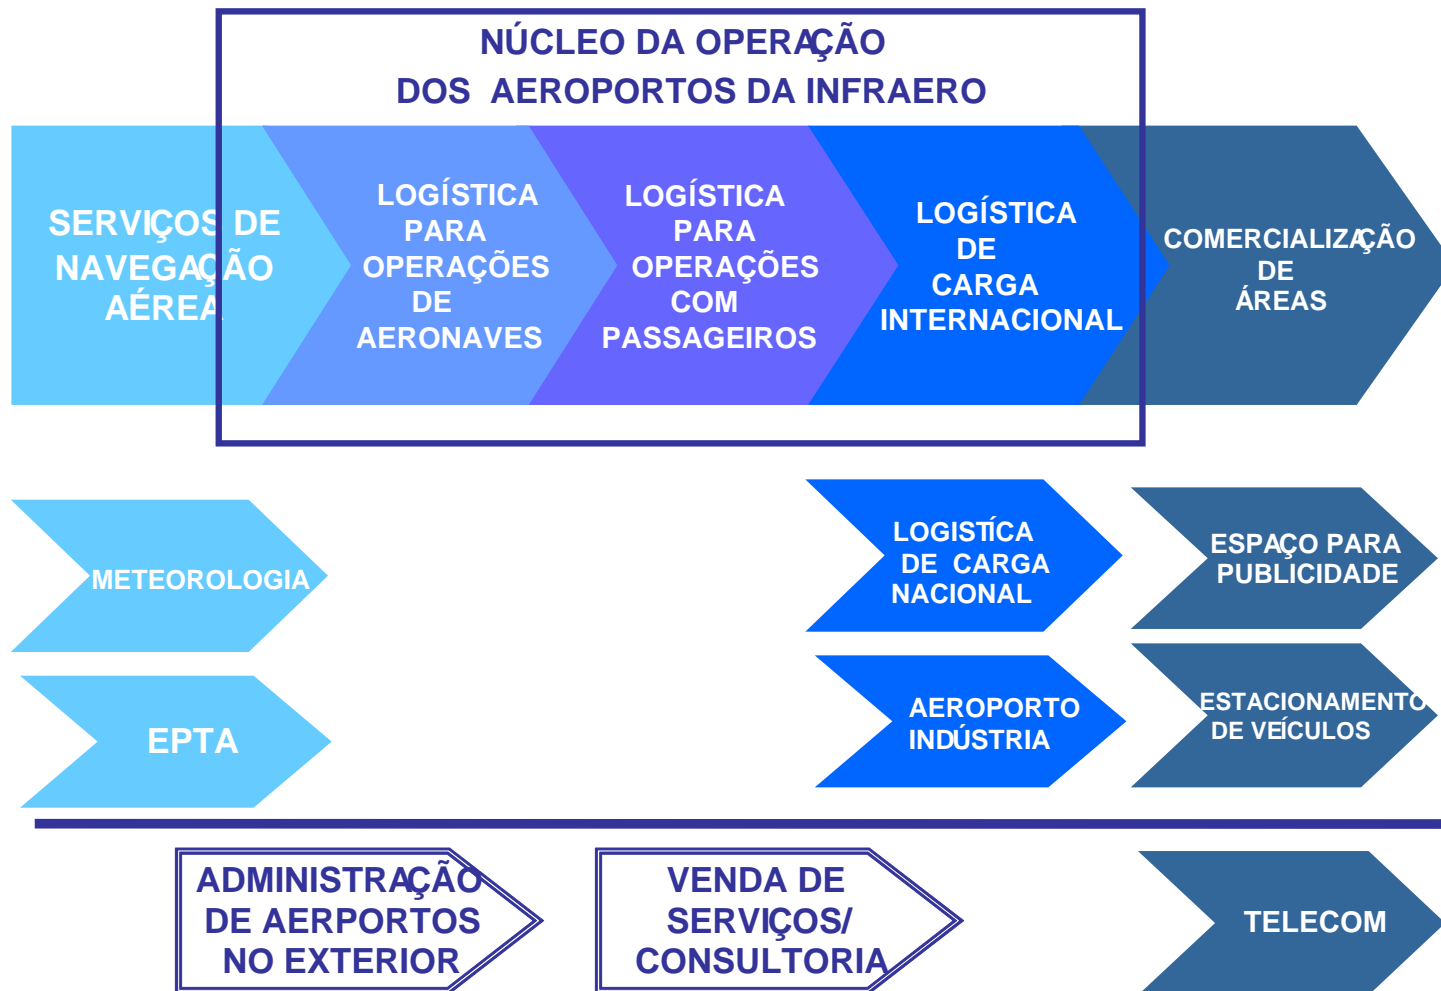 NÚCLEO DA OPERAÇÃO
DOS AEROPORTOS DA INFRAERO
SERVIÇOS DE
NAVEGAÇÃO
AÉREA
LOGÍSTICA
PARA
OPERAÇÕES
DE
AERONAVES
LOGÍSTICA
PARA
OPERAÇÕES
COM
PASSAGEIROS
LOGÍSTICA
DE
CARGA
INTERNACIONAL
COMERCIALIZAÇÃO
DE
ÁREAS
METEOROLOGIA
LOGISTÍCA
DE CARGA
NACIONAL
ESPAÇO PARA
PUBLICIDADE
EPTA
AEROPORTO
INDÚSTRIA
ESTACIONAMENTO
DE VEÍCULOS
ADMINISTRAÇÃO
DE AERPORTOS
NO EXTERIOR
VENDA DE
SERVIÇOS/
CONSULTORIA
TELECOM